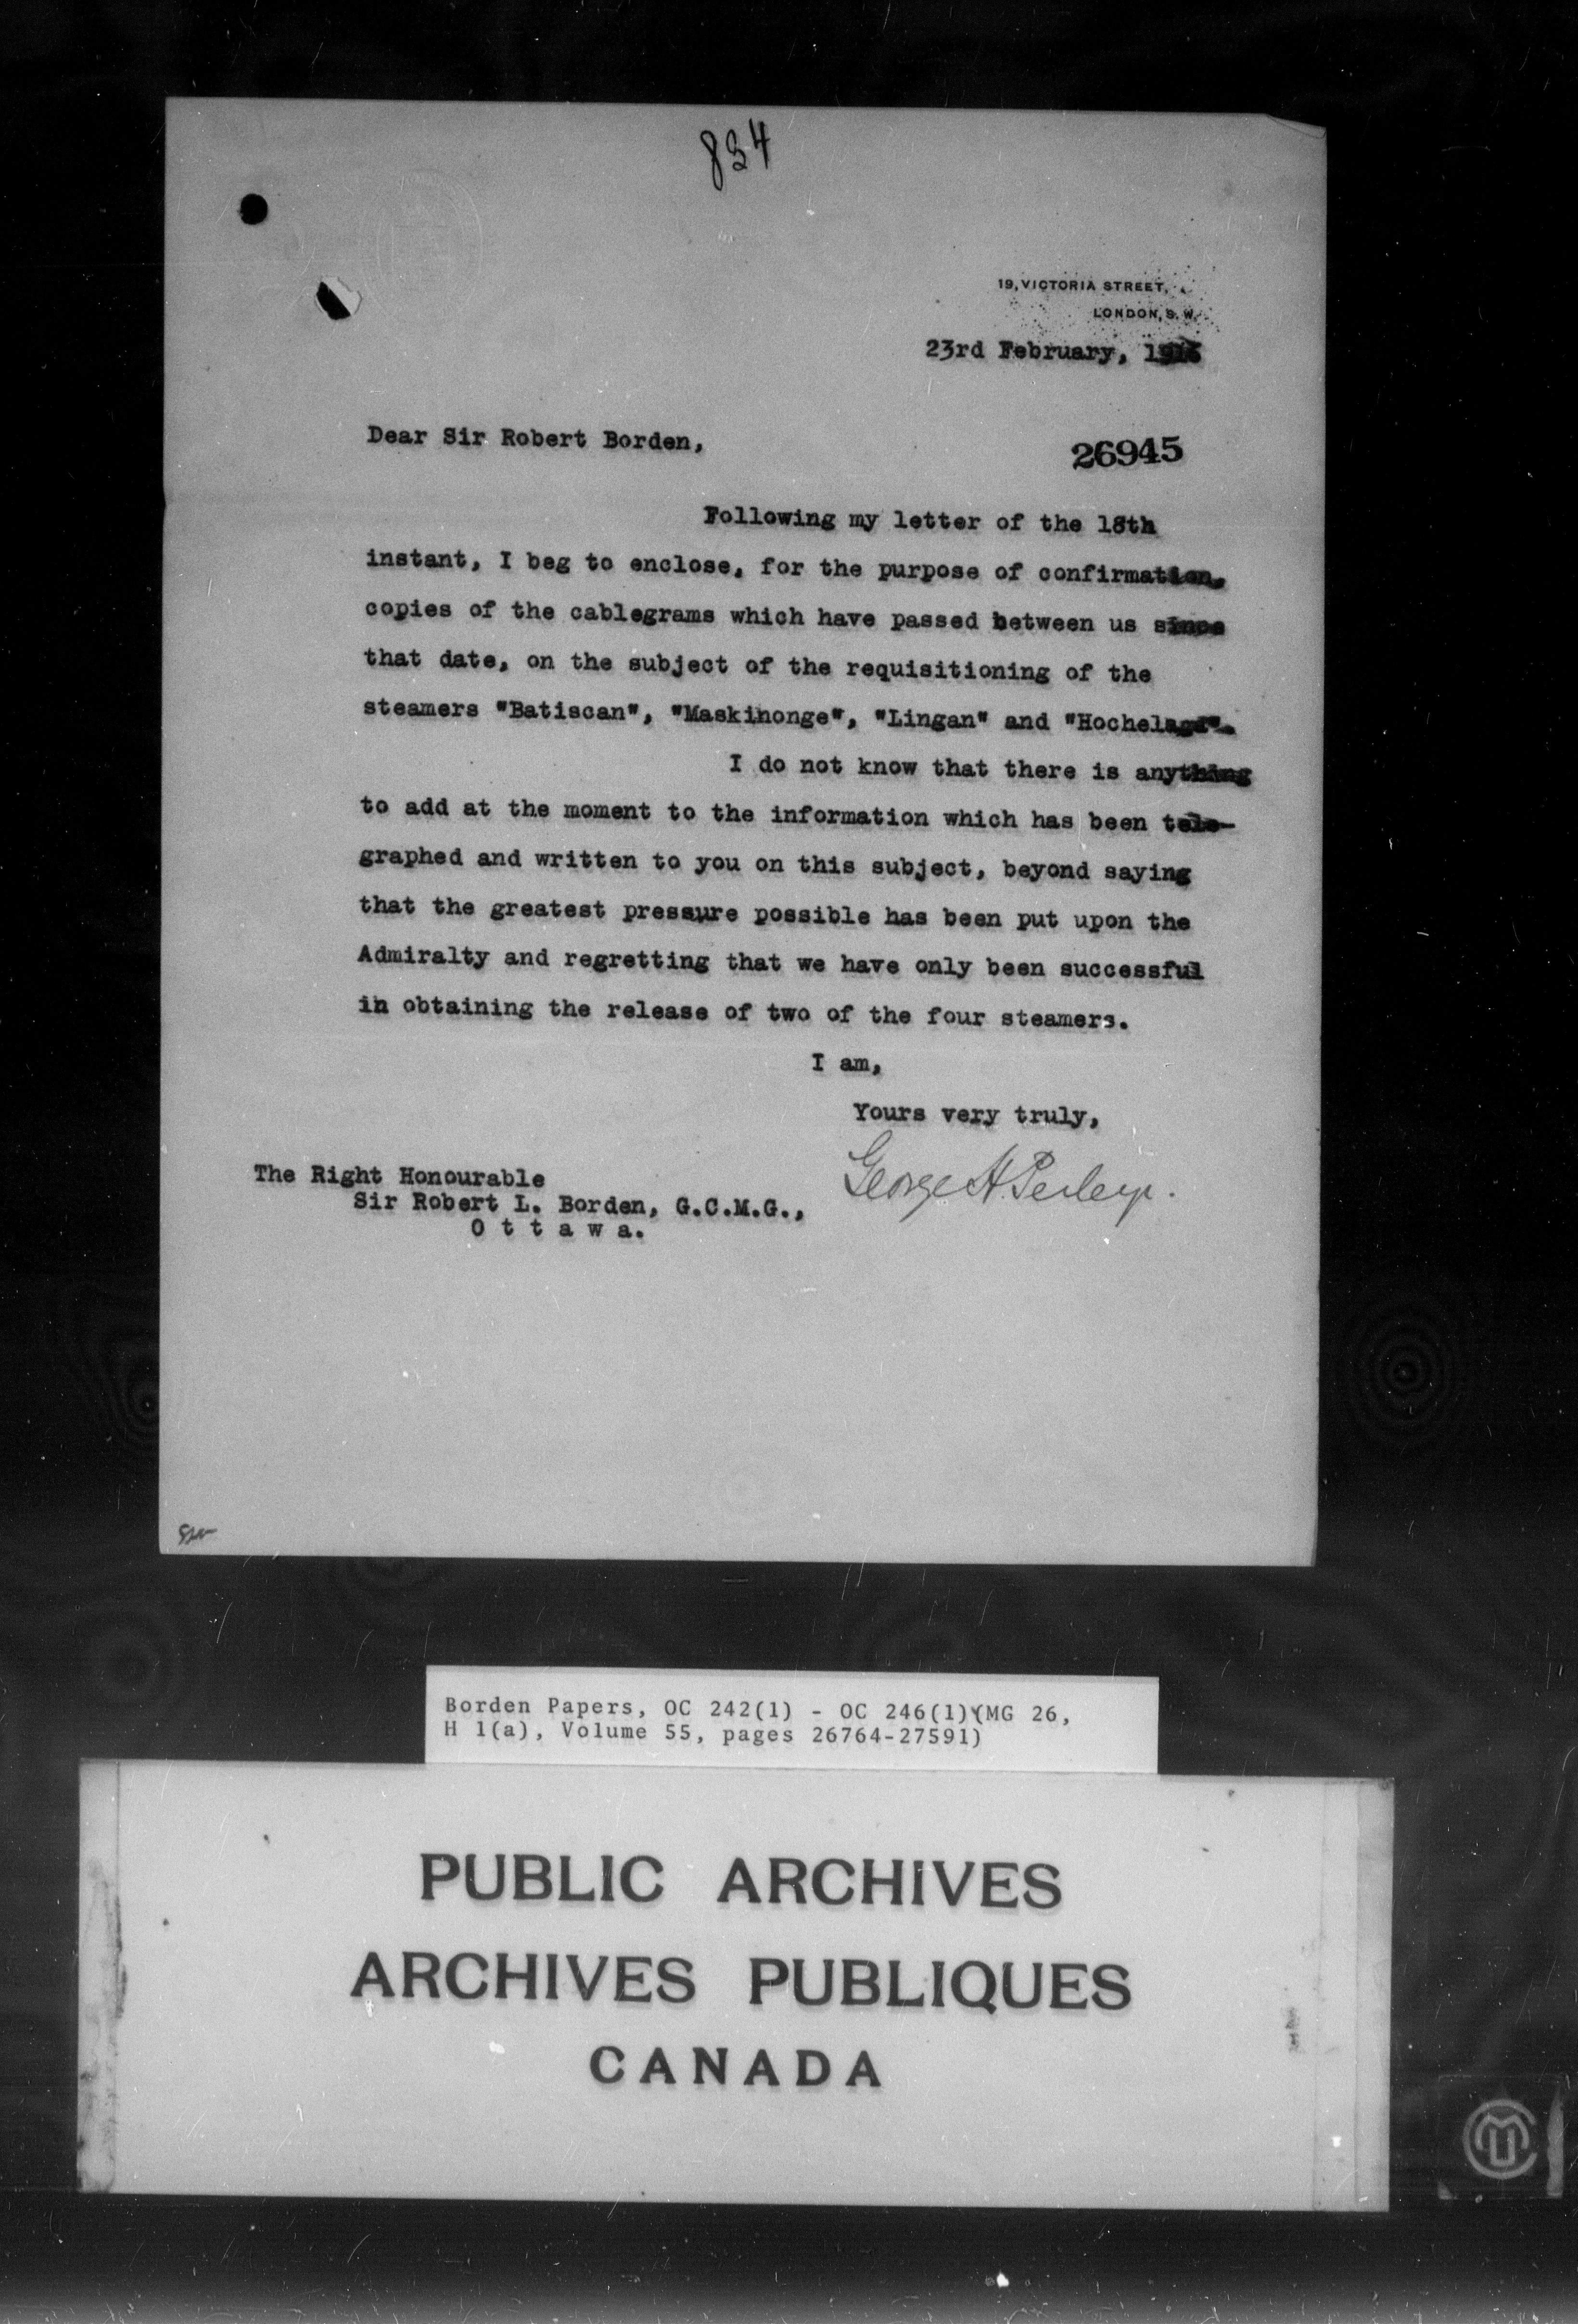 834
19, VICTORIA STREET,
LONDON, S. W.
23rd February, 1916
Dear Sir Robert Borden,
26945
Following my letter of the 18th
instant, I beg to enclose, for the purpose of confirmation,
copies of the cablegrams which have passed between us since
that date, on the subject of the requisitioning of the
steamers "Batiscan", "Maskinonge", "Lingan" and "Hochelaga".
I do not know that there is anything
to add at the moment to the information which has been tele-
graphed and written to you on this subject, beyond saying
that the greatest pressure possible has been put upon the
Admiralty and regretting that we have only been successful
in obtaining the release of two of the four steamers.
I am,
Yours very truly,
George H. Perley.
The Right Honourable
Sir Robert L. Borden, G.C.M.G.,
O t t a w a.
Borden Papers, OC 242(1) - OC 246(1)(MG 26,
H 1(a), Volume 55, pages 26764-27591)
PUBLIC ARCHIVES
ARCHIVES PUBLIQUES
CANADA